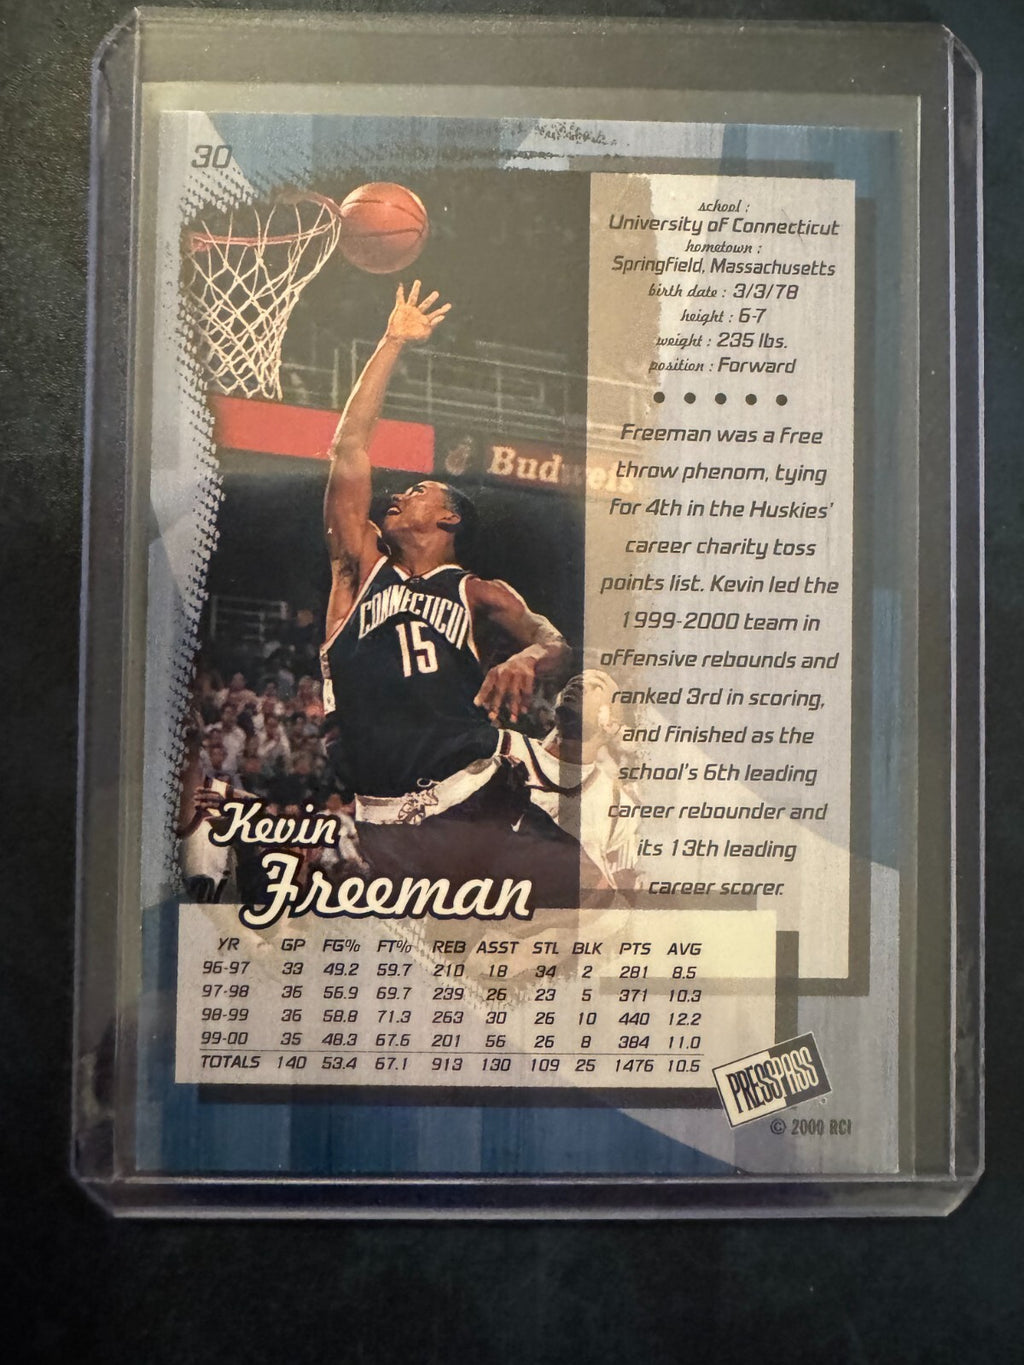 30
school :
University of Connecticut
hometown :
Springfield, Massachusetts
birth date : 3/3/78
height : 6-7
weight : 235 lbs.
position : Forward
• • • • •
Freeman was a free
throw phenom, tying
for 4th in the Huskies'
career charity toss
points list. Kevin led the
1999-2000 team in
offensive rebounds and
ranked 3rd in scoring,
and finished as the
school's 6th leading
career rebounder and
its 13th leading
career scorer.
CONNECTICUT
15
Kevin
Freeman
YR GP FG% FT% REB ASST STL BLK PTS AVG
96-97 33 49.2 59.7 210 18 34 2 281 8.5
97-98 36 56.9 69.7 239 26 23 5 371 10.3
98-99 36 58.8 71.3 263 30 26 10 440 12.2
99-00 35 48.3 67.6 201 56 26 8 384 11.0
TOTALS 140 53.4 67.1 913 130 109 25 1476 10.5
PRESS PASS
© 2000 RCI